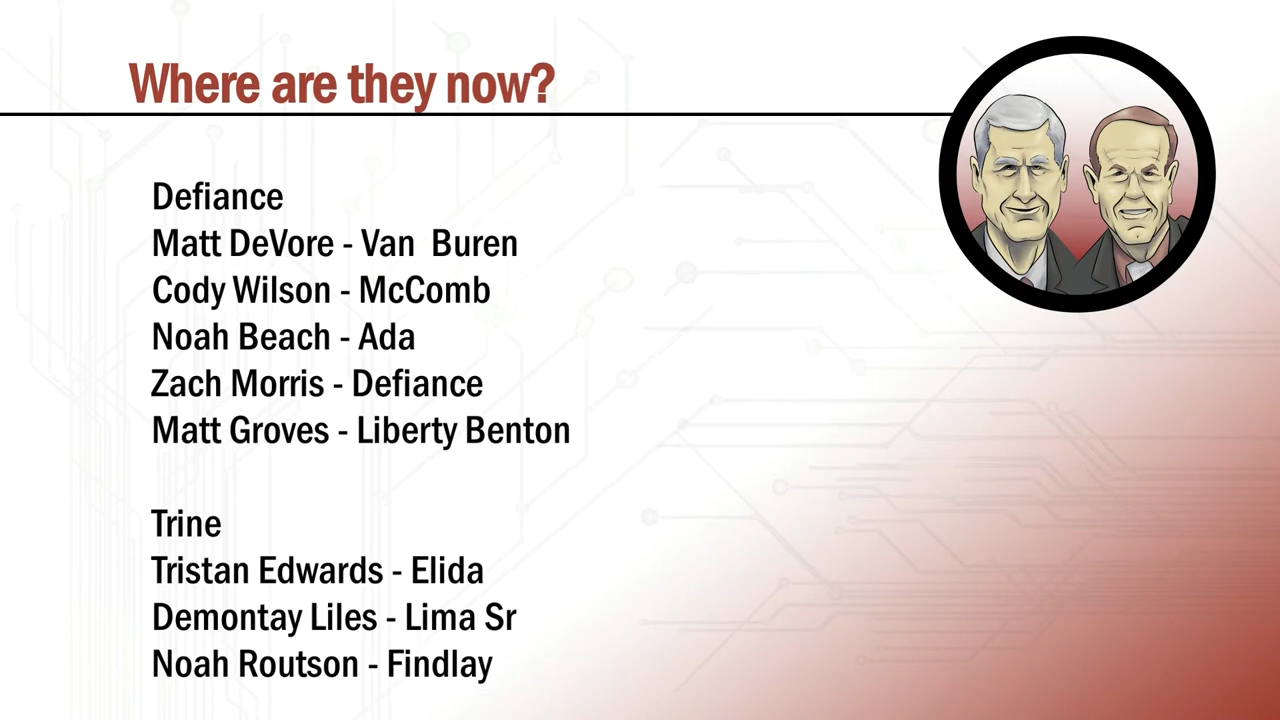 Where are they now?
Defiance
Matt DeVore - Van  Buren
Cody Wilson - McComb
Noah Beach - Ada
Zach Morris - Defiance
Matt Groves - Liberty Benton
Trine
Tristan Edwards - Elida
Demontay Liles - Lima Sr
Noah Routson - Findlay